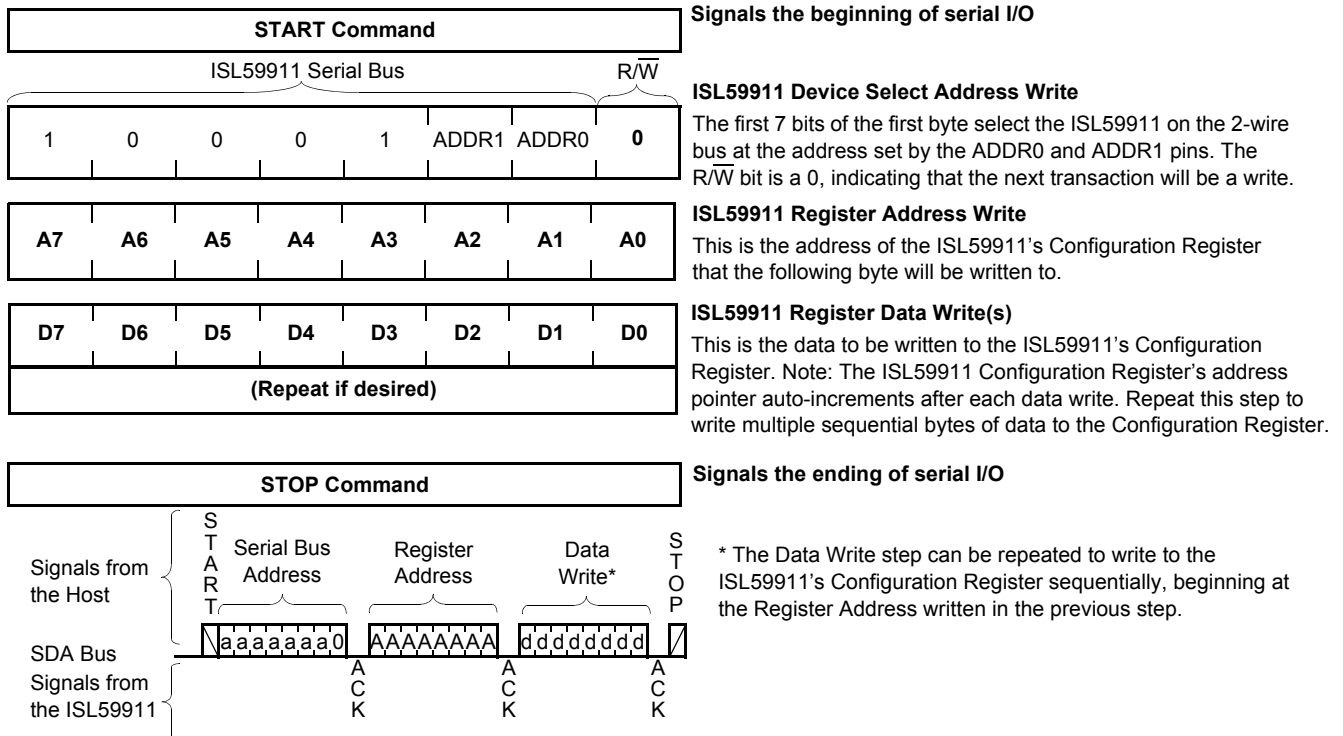 START Command
Signals the beginning of serial I/O
ISL59911 Serial Bus
R/W̅
1 0 0 0 1 ADDR1 ADDR0 0
ISL59911 Device Select Address Write
The first 7 bits of the first byte select the ISL59911 on the 2-wire
bus at the address set by the ADDR0 and ADDR1 pins. The
R/W̅ bit is a 0, indicating that the next transaction will be a write.
A7 A6 A5 A4 A3 A2 A1 A0
ISL59911 Register Address Write
This is the address of the ISL59911's Configuration Register
that the following byte will be written to.
D7 D6 D5 D4 D3 D2 D1 D0
(Repeat if desired)
ISL59911 Register Data Write(s)
This is the data to be written to the ISL59911's Configuration
Register. Note: The ISL59911 Configuration Register's address
pointer auto-increments after each data write. Repeat this step to
write multiple sequential bytes of data to the Configuration Register.
STOP Command
Signals the ending of serial I/O
Signals from
the Host
START
Serial Bus
Address
Register
Address
Data
Write*
STOP
* The Data Write step can be repeated to write to the
ISL59911's Configuration Register sequentially, beginning at
the Register Address written in the previous step.
SDA Bus
aaaaaaa0 AAAAAAAA dddddddd
Signals from
the ISL59911
ACK
ACK
ACK